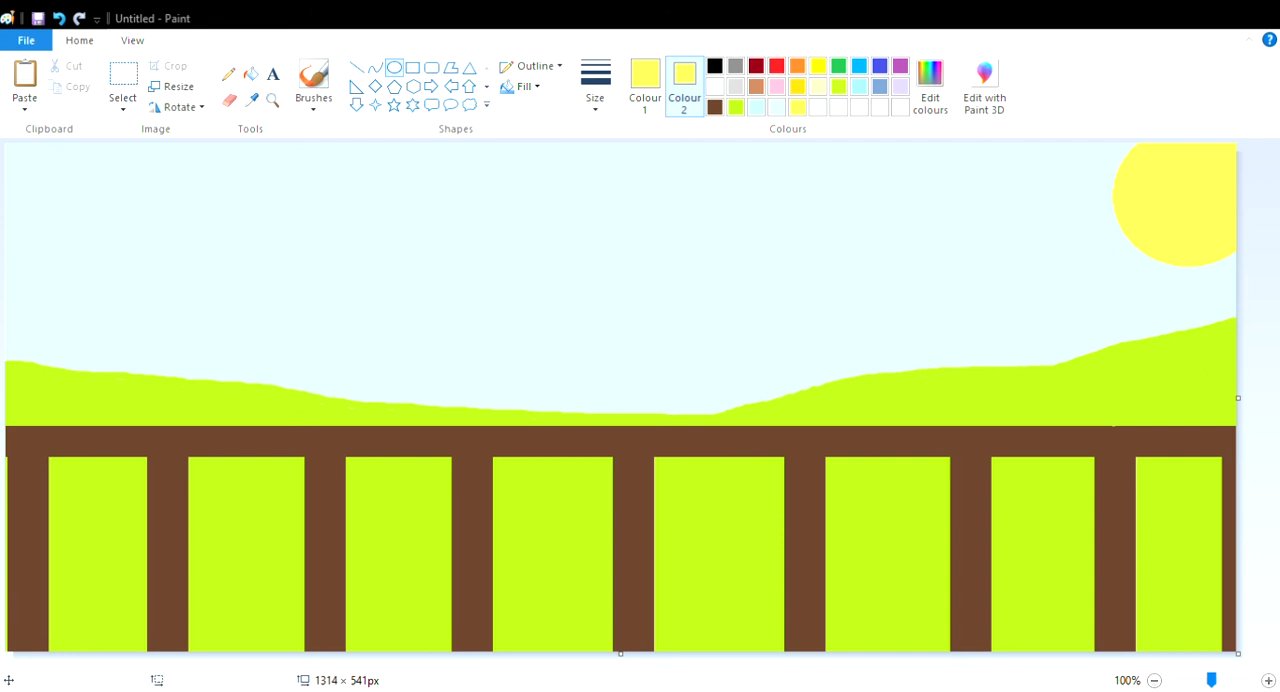 Untitled - Paint
File Home View
Paste
Cut
Copy
Clipboard
Select
Crop
Resize
Rotate
Image
A
Tools
Brushes
Shapes
Outline
Fill
Size
Colour 1
Colour 2
Colours
Edit colours
Edit with Paint 3D
?
1314 × 541px
100%